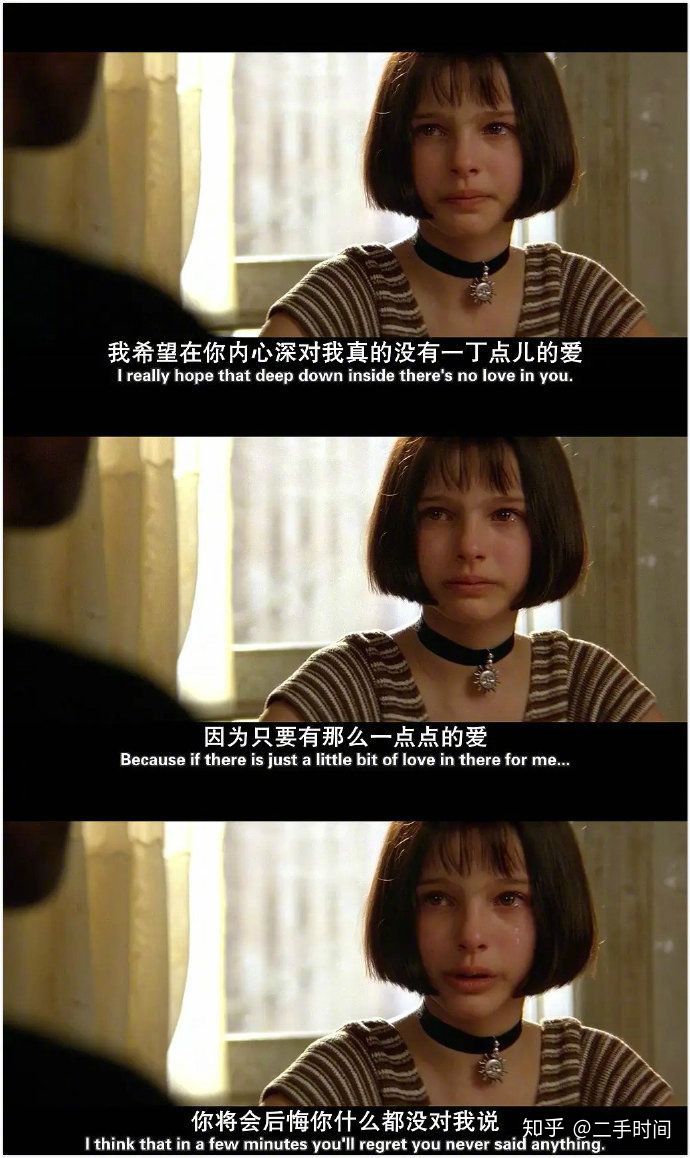 我希望在你内心深对我真的没有一丁点儿的爱
I really hope that deep down inside there's no love in you.
因为只要有那么一点点的爱
Because if there is just a little bit of love in there for me...
你将会后悔你什么都没对我说
知乎 @二手时间
I think that in a few minutes you'll regret you never said anything.